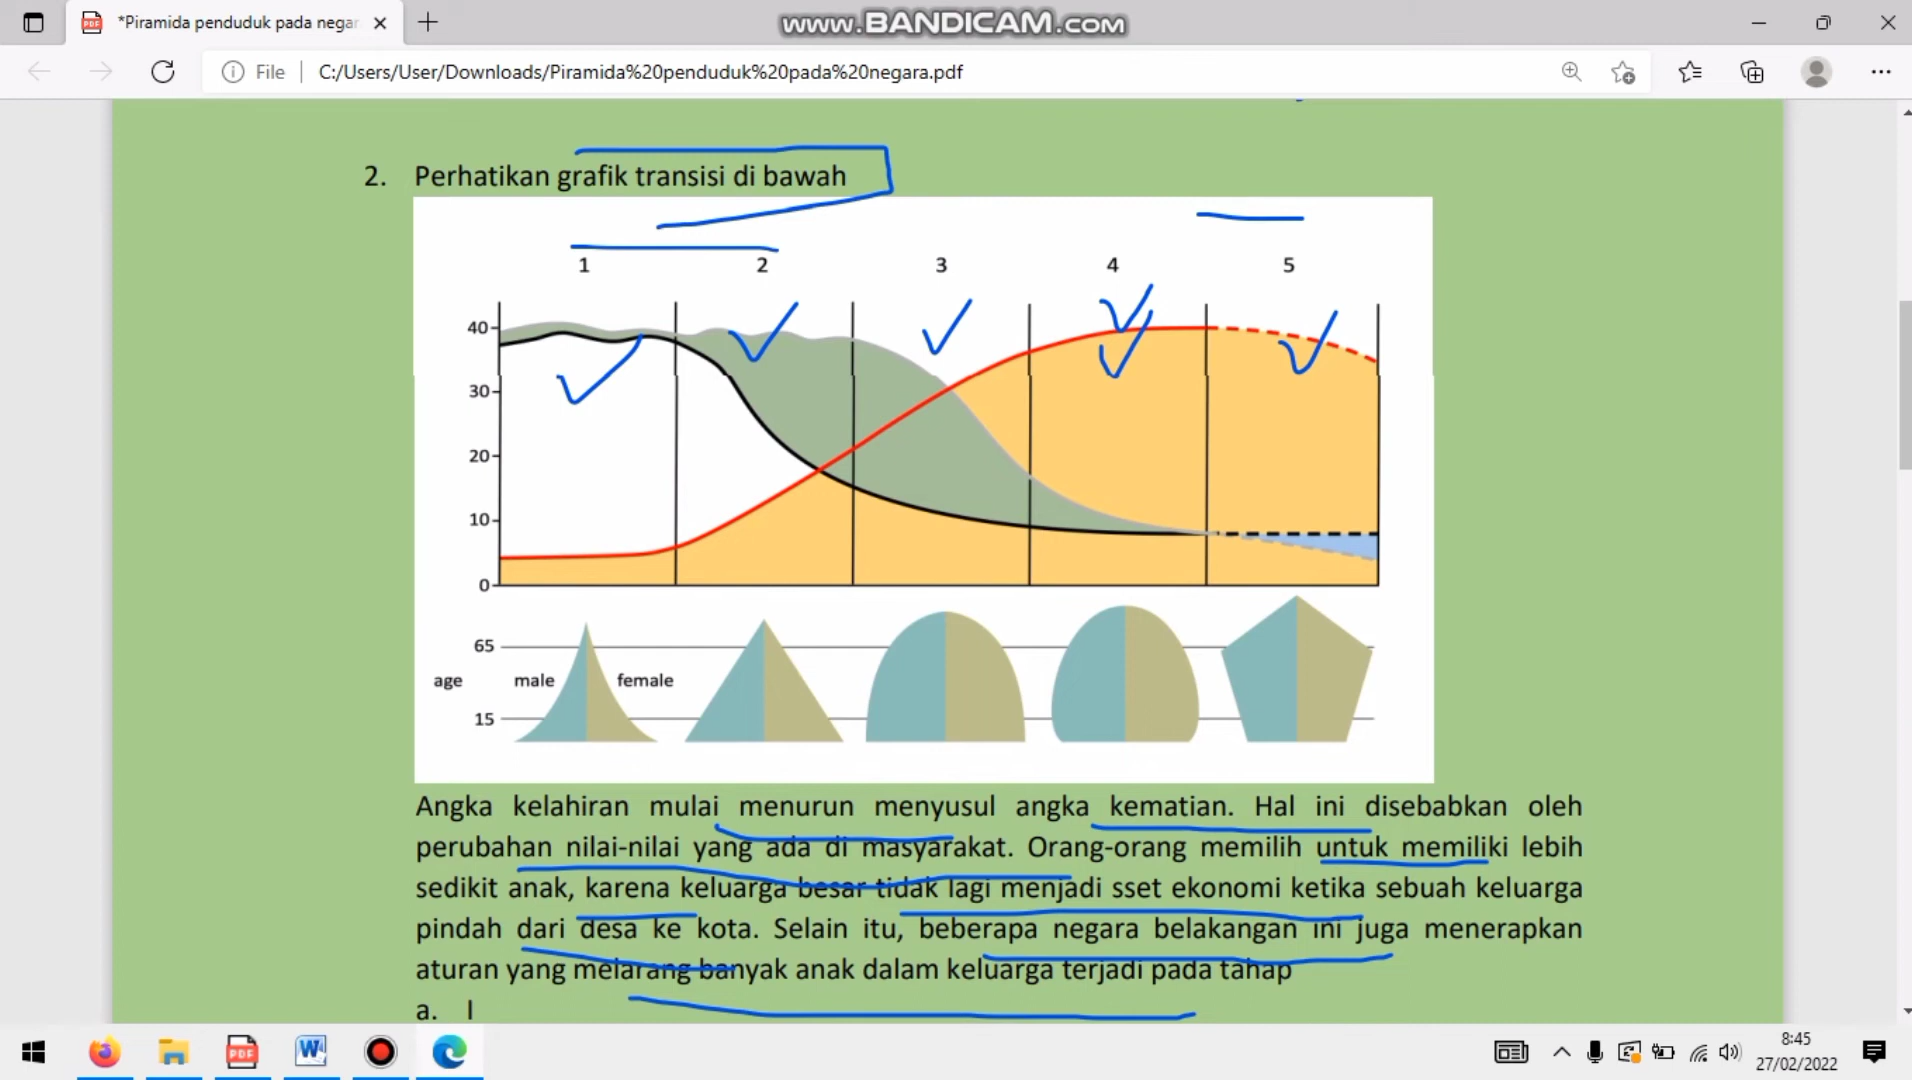 *Piramida penduduk pada negar
www.BANDICAM.com
File
C:/Users/User/Downloads/Piramida%20penduduk%20pada%20negara.pdf
2. Perhatikan grafik transisi di bawah
1 2 3 4 5
40
30
20
10
0
65
age male female
15
Angka kelahiran mulai menurun menyusul angka kematian. Hal ini disebabkan oleh
perubahan nilai-nilai yang ada di masyarakat. Orang-orang memilih untuk memiliki lebih
sedikit anak, karena keluarga besar tidak lagi menjadi sset ekonomi ketika sebuah keluarga
pindah dari desa ke kota. Selain itu, beberapa negara belakangan ini juga menerapkan
aturan yang melarang banyak anak dalam keluarga terjadi pada tahap
a. I
PDF
W
8:45
27/02/2022